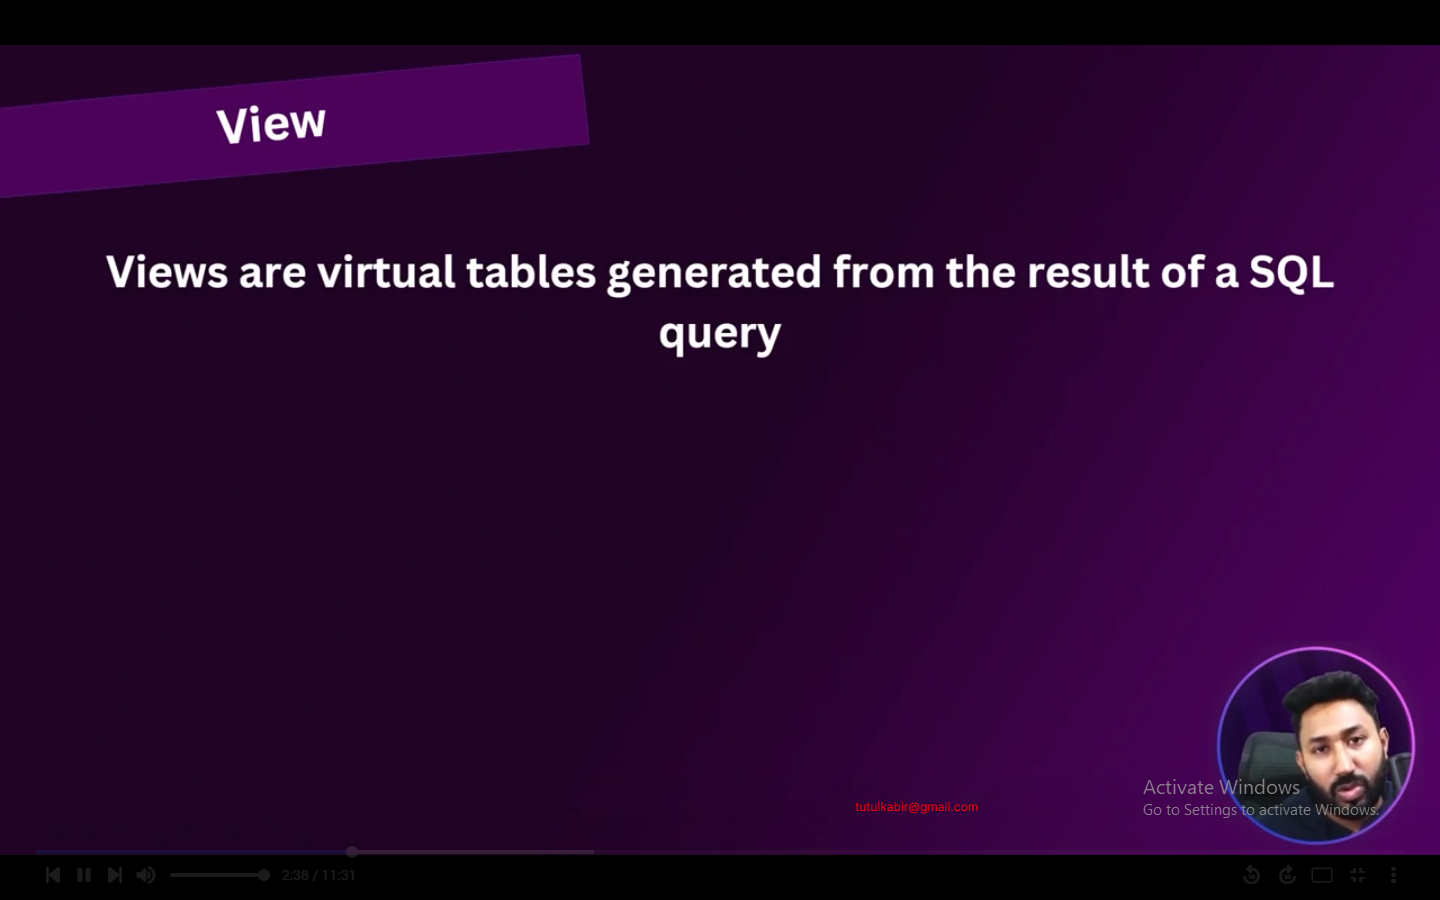 View
Views are virtual tables generated from the result of a SQL
query
tutulkabir@gmail.com
Activate Windows
Go to Settings to activate Windows.
2:38 / 11:31